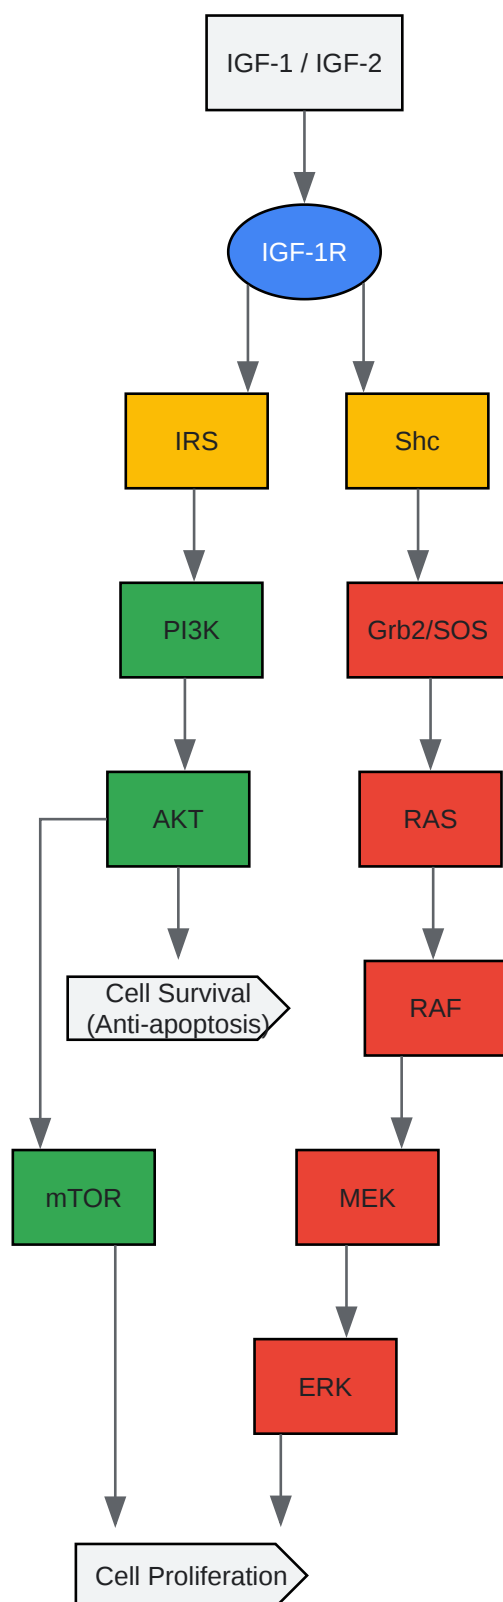 IGF-1 / IGF-2
IGF-1R
IRS
Shc
PI3K
Grb2/SOS
AKT
RAS
Cell Survival
(Anti-apoptosis)
RAF
mTOR
MEK
ERK
Cell Proliferation